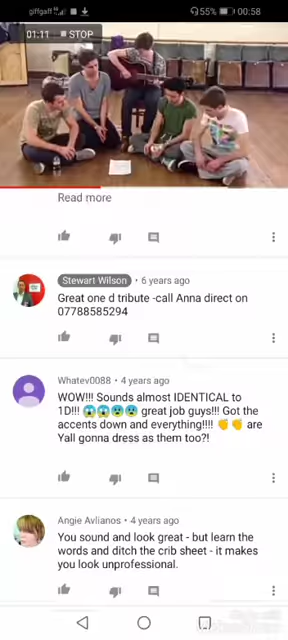 giffgaff
55% 00:58
01:11 STOP
Read more
Stewart Wilson • 6 years ago
Great one d tribute -call Anna direct on
07788585294
Whatev0088 • 4 years ago
WOW!!! Sounds almost IDENTICAL to
1D!!! 😱😱😰😰 great job guys!!! Got the
accents down and everything!!!! 👏👏 are
Yall gonna dress as them too?!
Angie Avlianos • 4 years ago
You sound and look great - but learn the
words and ditch the crib sheet - it makes
you look unprofessional.